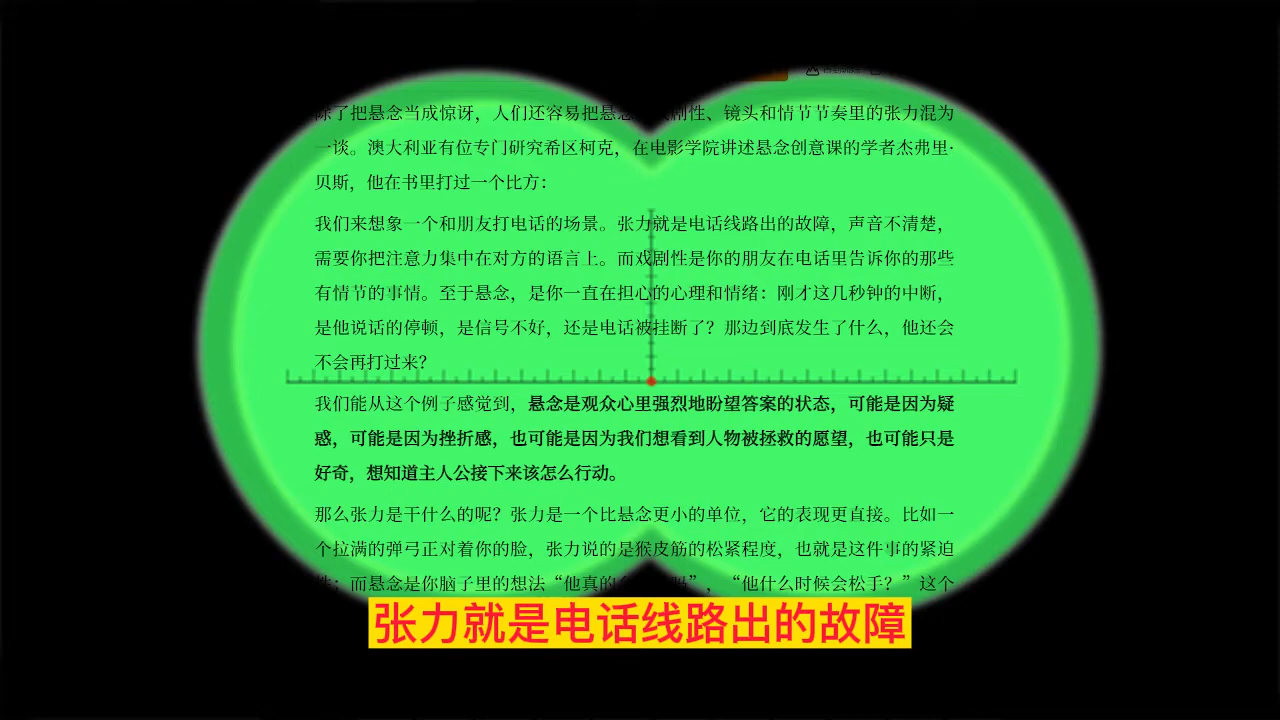 除了把悬念当成惊讶，人们还容易把悬念 剧性、镜头和情节节奏里的张力混为
一谈。澳大利亚有位专门研究希区柯克，在电影学院讲述悬念创意课的学者杰弗里·
贝斯，他在书里打过一个比方：
我们来想象一个和朋友打电话的场景。张力就是电话线路出的故障，声音不清楚，
需要你把注意力集中在对方的语言上。而戏剧性是你的朋友在电话里告诉你的那些
有情节的事情。至于悬念，是你一直在担心的心理和情绪：刚才这几秒钟的中断，
是他说话的停顿，是信号不好，还是电话被挂断了？那边到底发生了什么，他还会
不会再打过来？
我们能从这个例子感觉到，悬念是观众心里强烈地盼望答案的状态，可能是因为疑
惑，可能是因为挫折感，也可能是因为我们想看到人物被拯救的愿望，也可能只是
好奇，想知道主人公接下来该怎么行动。
那么张力是干什么的呢？张力是一个比悬念更小的单位，它的表现更直接。比如一
个拉满的弹弓正对着你的脸，张力说的是猴皮筋的松紧程度，也就是这件事的紧迫
性；而悬念是你脑子里的想法“他真的 吗”，“他什么时候会松手？”这个
张力就是电话线路出的故障